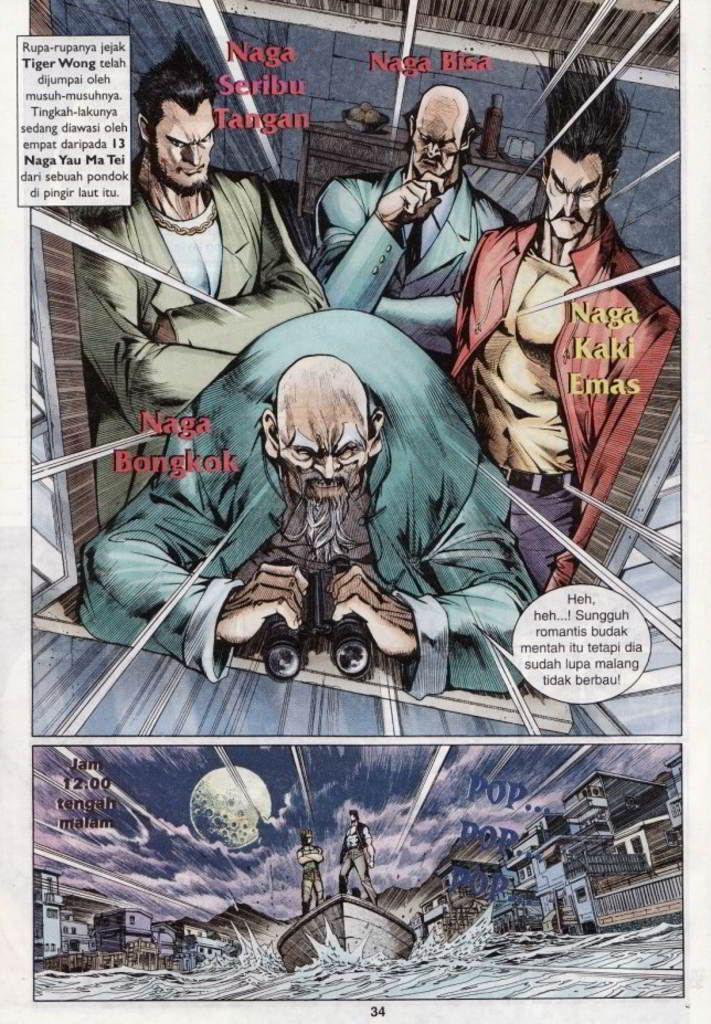 Rupa-rupanya jejak
Tiger Wong telah
dijumpai oleh
musuh-musuhnya.
Tingkah-lakunya
sedang diawasi oleh
empat daripada 13
Naga Yau Ma Tei
dari sebuah pondok
di pingir laut itu.
Naga
Seribu
Tangan
Naga Bisa
Naga
Kaki
Emas
Naga
Bongkok
Heh,
heh...! Sungguh
romantis budak
mentah itu tetapi dia
sudah lupa malang
tidak berbau!
Jam
12.00
tengah
malam
POP...
POP...
POP...
34